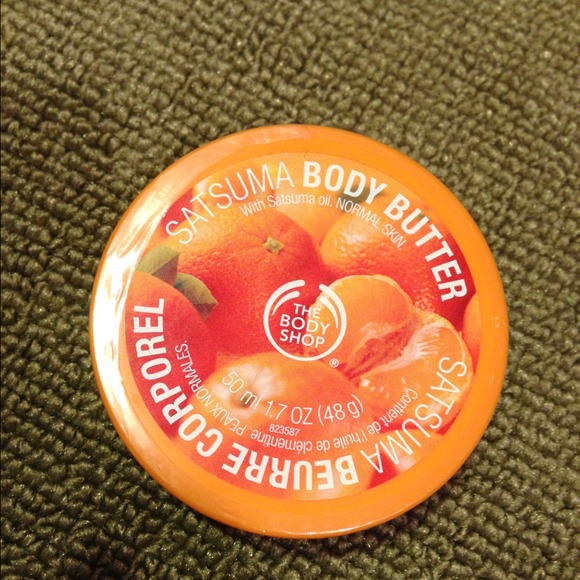 SATSUMA BODY BUTTER
With Satsuma oil. NORMAL SKIN.
THE
BODY
SHOP
®
50 ml 1.7 OZ (48 g)
823587
SATSUMA BEURRE CORPOREL
Contient de l'huile de clémentine. PEAUX NORMALES.